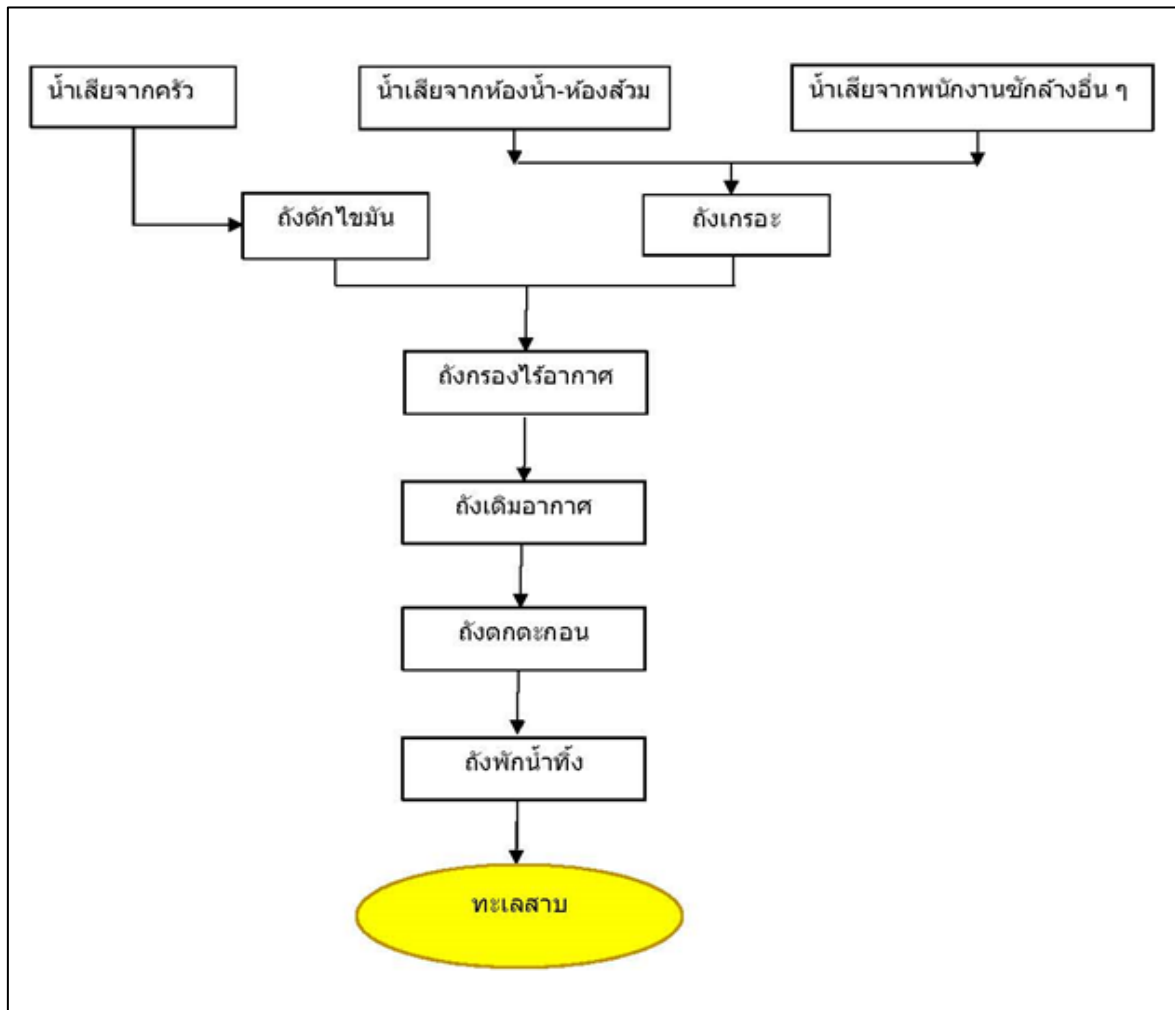 น้ำเสียจากครัว
น้ำเสียจากห้องน้ำ-ห้องส้วม
น้ำเสียจากพนักงานซักล้างอื่น ๆ
ถังดักไขมัน
ถังเกรอะ
ถังกรองไร้อากาศ
ถังเติมอากาศ
ถังตกตะกอน
ถังพักน้ำทิ้ง
ทะเลสาบ